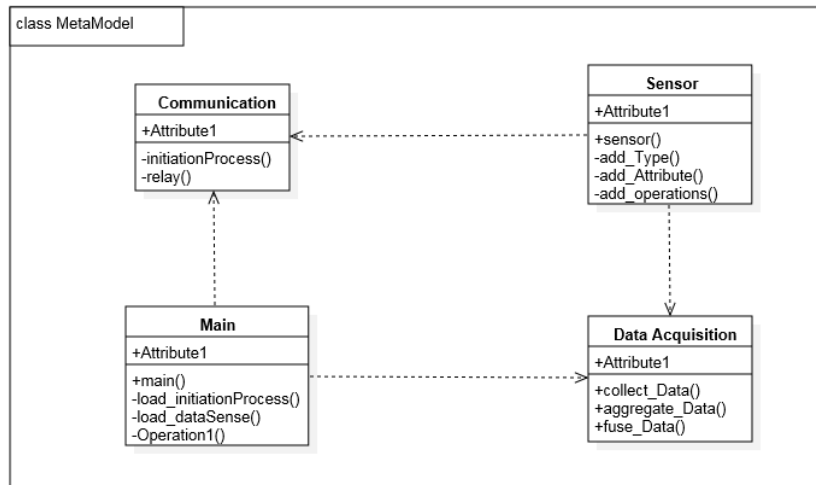 class MetaModel
Communication
+Attribute1
-initiationProcess()
-relay()
Sensor
+Attribute1
+sensor()
-add_Type()
-add_Attribute()
-add_operations()
Main
+Attribute1
+main()
-load_initiationProcess()
-load_dataSense()
-Operation1()
Data Acquisition
+Attribute1
+collect_Data()
+aggregate_Data()
+fuse_Data()